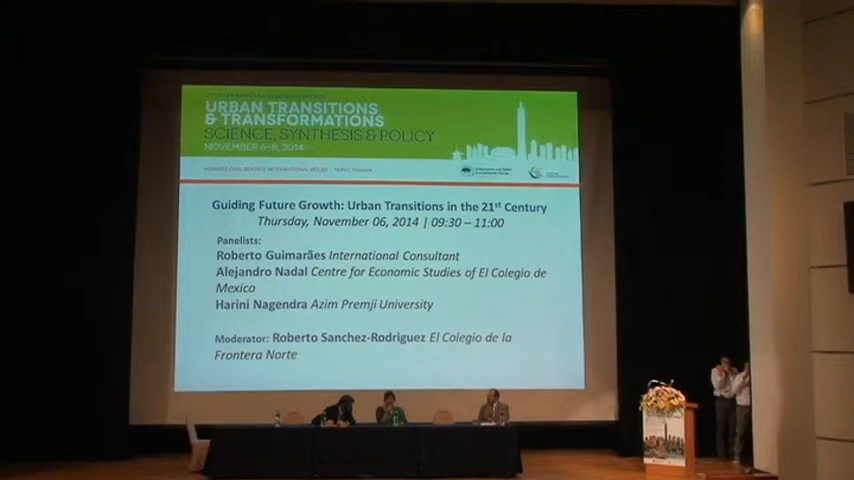 URBAN TRANSITIONS
& TRANSFORMATIONS
SCIENCE, SYNTHESIS & POLICY
NOVEMBER 6-8, 2014
Guiding Future Growth: Urban Transitions in the 21st Century
Thursday, November 06, 2014 | 09:30 – 11:00
Panelists:
Roberto Guimarães International Consultant
Alejandro Nadal Centre for Economic Studies of El Colegio de
Mexico
Harini Nagendra Azim Premji University
Moderator: Roberto Sanchez-Rodriguez El Colegio de la
Frontera Norte